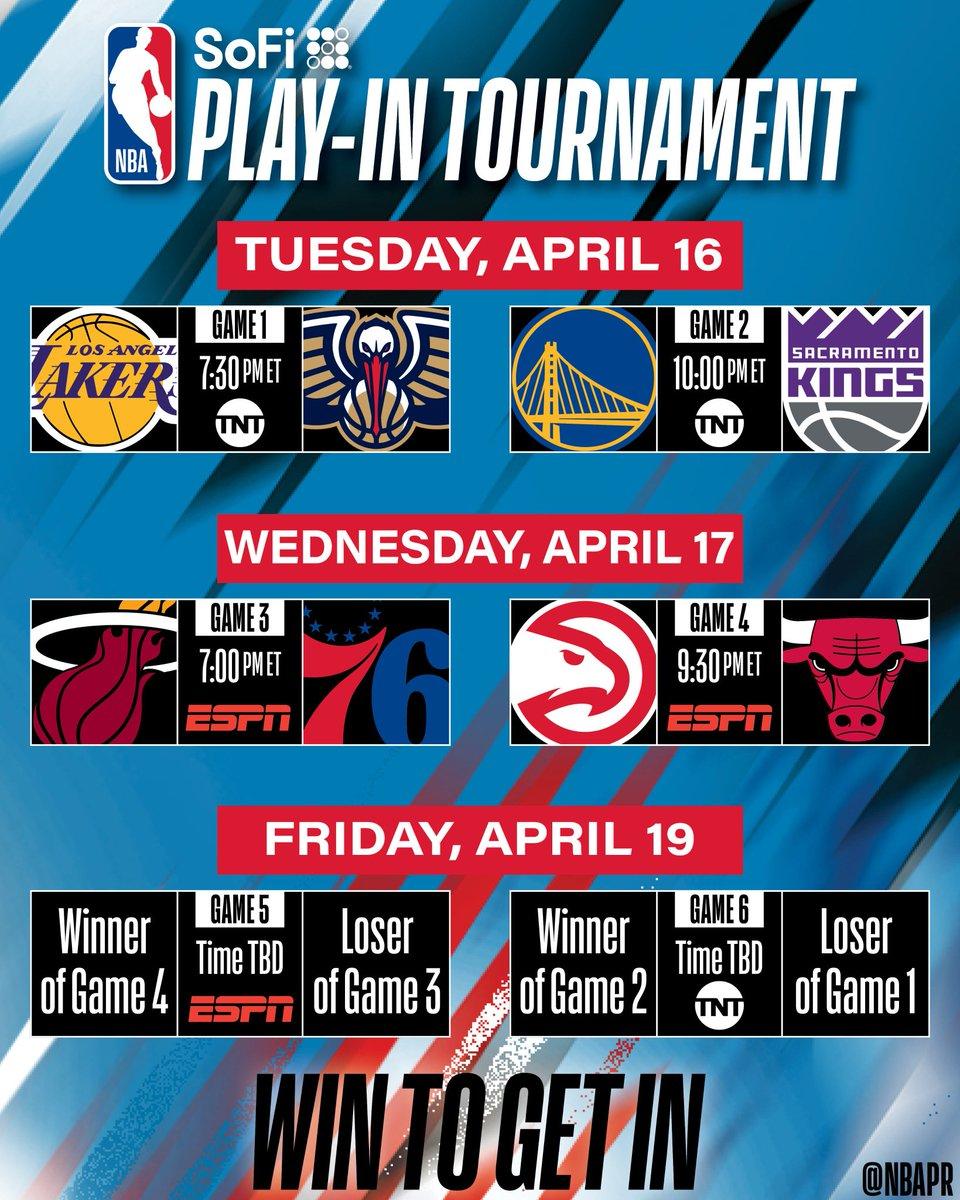 SoFi
NBA
PLAY-IN TOURNAMENT
TUESDAY, APRIL 16
LOS ANGEL
LAKERS
GAME 1
7:30 PM ET
TNT
GAME 2
10:00 PM ET
TNT
SACRAMENTO
KINGS
WEDNESDAY, APRIL 17
GAME 3
7:00 PM ET
ESPN
76
GAME 4
9:30 PM ET
ESPN
FRIDAY, APRIL 19
Winner
of Game 4
GAME 5
Time TBD
ESPN
Loser
of Game 3
Winner
of Game 2
GAME 6
Time TBD
TNT
Loser
of Game 1
WIN TO GET IN
@NBAPR